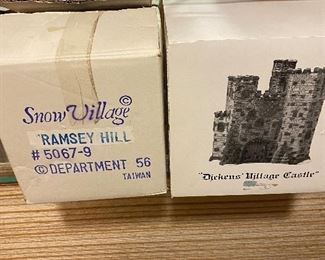 Snow Village©
RAMSEY HILL
# 5067-9
© DEPARTMENT 56
TAIWAN
"Dickens' Village Castle"